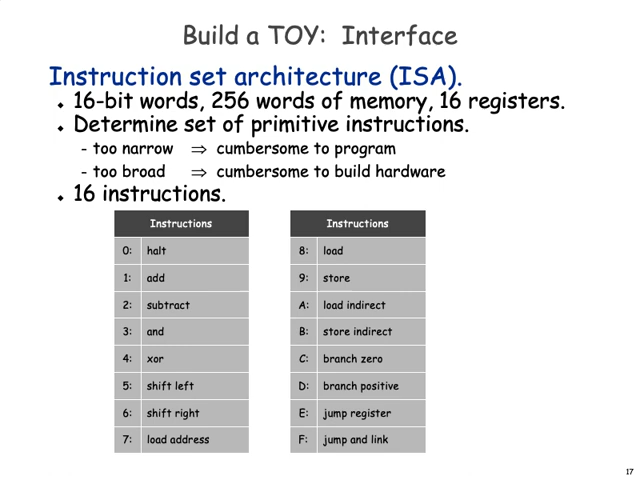 Build a TOY: Interface
Instruction set architecture (ISA).
16-bit words, 256 words of memory, 16 registers.
Determine set of primitive instructions.
- too narrow ⇒ cumbersome to program
- too broad ⇒ cumbersome to build hardware
16 instructions.
Instructions
0: halt
1: add
2: subtract
3: and
4: xor
5: shift left
6: shift right
7: load address
Instructions
8: load
9: store
A: load indirect
B: store indirect
C: branch zero
D: branch positive
E: jump register
F: jump and link
17